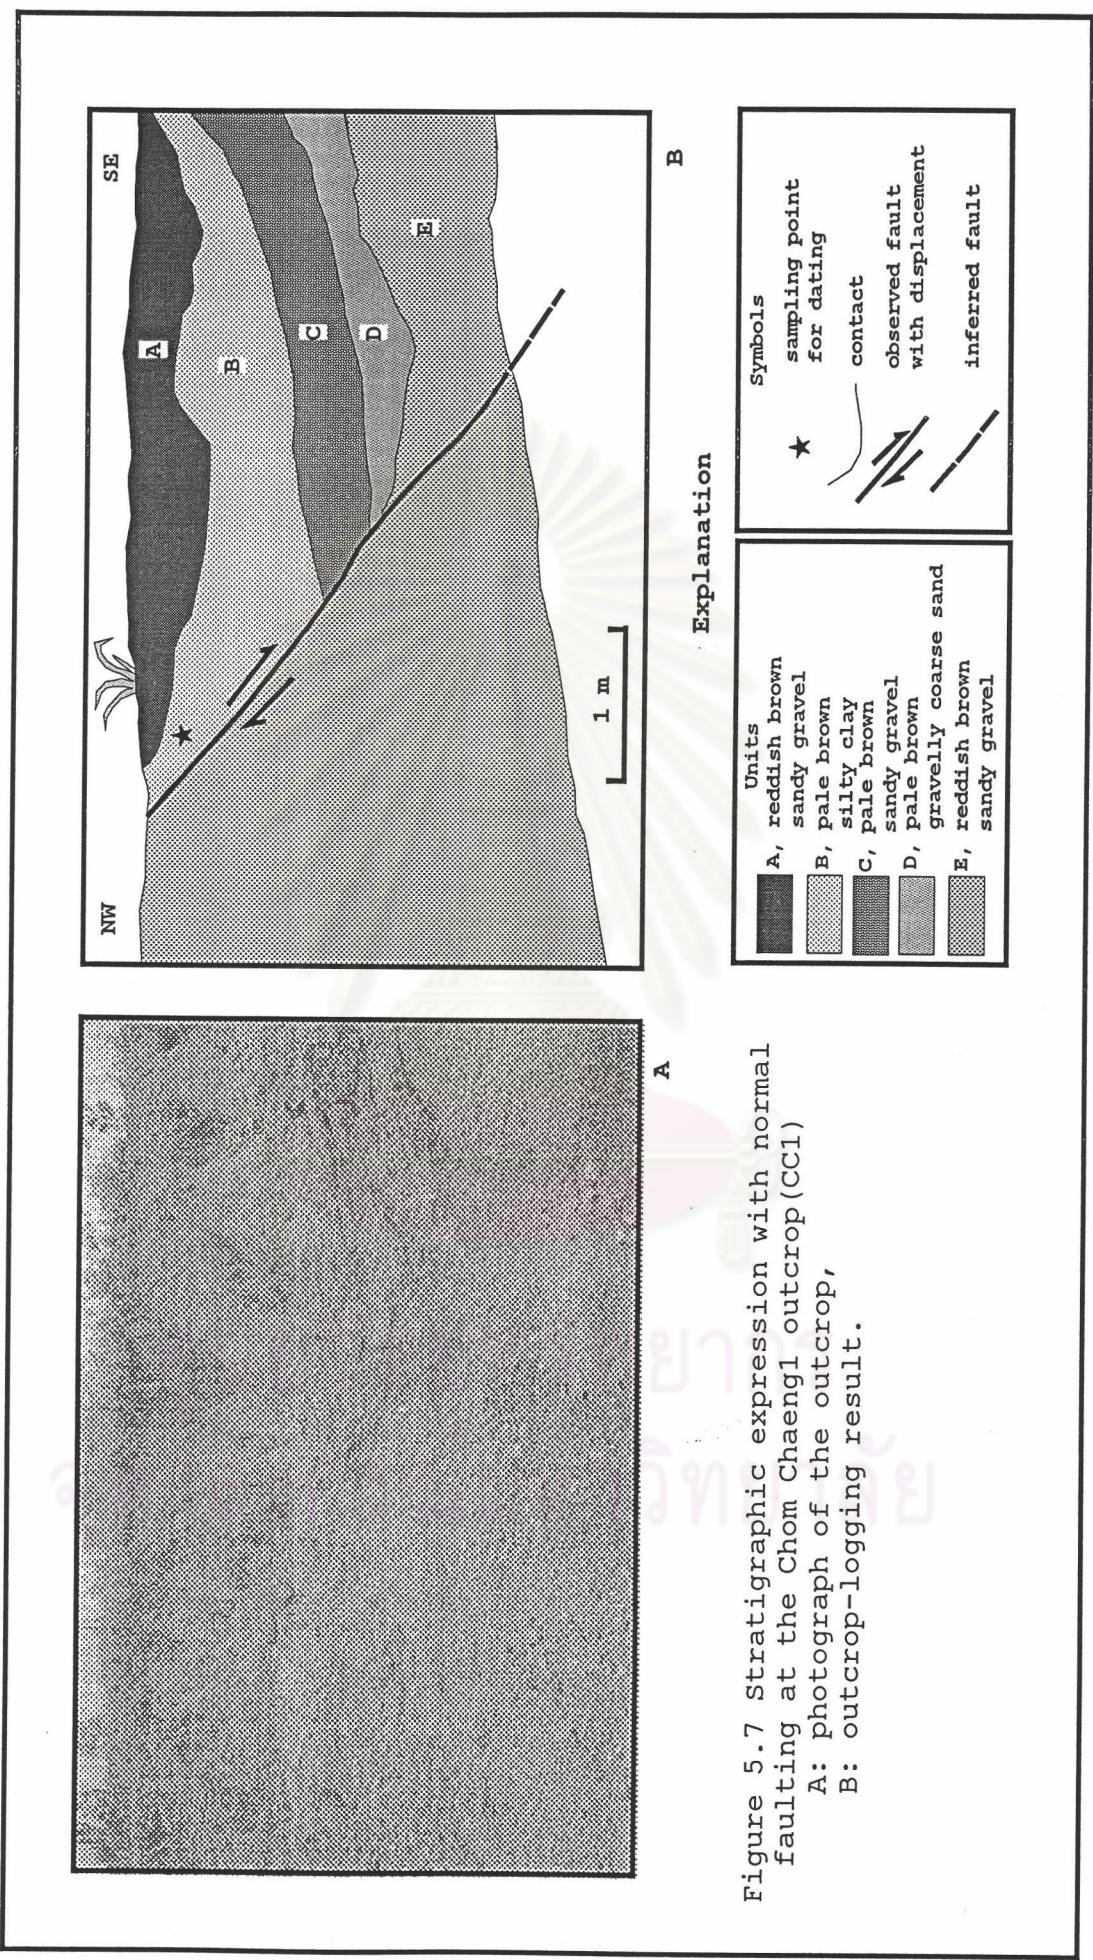 NW
SE
A
B
C
D
E
1 m
A
B
Explanation
Units
A, reddish brown
sandy gravel
B, pale brown
silty clay
C, pale brown
sandy gravel
D, pale brown
gravelly coarse sand
E, reddish brown
sandy gravel
Symbols
sampling point
for dating
contact
observed fault
with displacement
inferred fault
Figure 5.7 Stratigraphic expression with normal
faulting at the Chom Chaeng1 outcrop(CC1)
A: photograph of the outcrop,
B: outcrop-logging result.